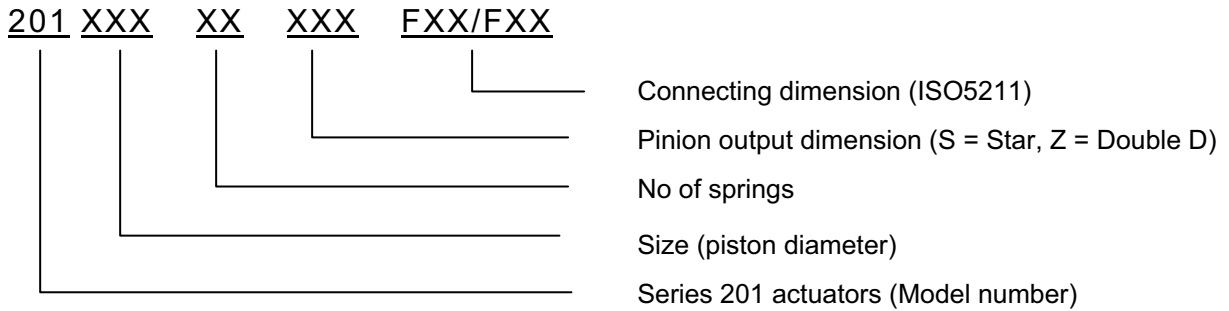 201 XXX XX XXX FXX/FXX
Connecting dimension (ISO5211)
Pinion output dimension (S = Star, Z = Double D)
No of springs
Size (piston diameter)
Series 201 actuators (Model number)